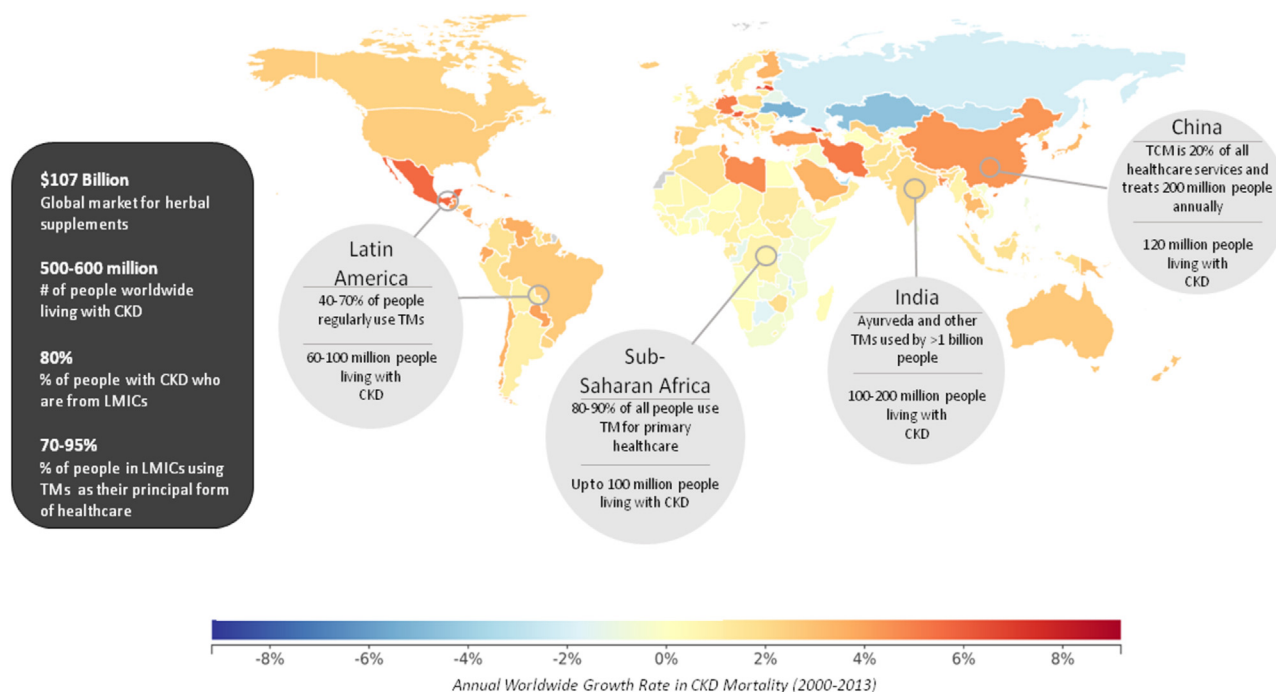 $107 Billion
Global market for herbal
supplements
500-600 million
# of people worldwide
living with CKD
80%
% of people with CKD who
are from LMICs
70-95%
% of people in LMICs using
TMs as their principal form
of healthcare
Latin
America
40-70% of people
regularly use TMs
60-100 million people
living with
CKD
Sub-
Saharan Africa
80-90% of all people use
TM for primary
healthcare
Up to 100 million people
living with CKD
India
Ayurveda and other
TMs used by >1 billion
people
100-200 million people
living with
CKD
China
TCM is 20% of all
healthcare services and
treats 200 million people
annually
120 million people
living with
CKD
-8% -6% -4% -2% 0% 2% 4% 6% 8%
Annual Worldwide Growth Rate in CKD Mortality (2000-2013)